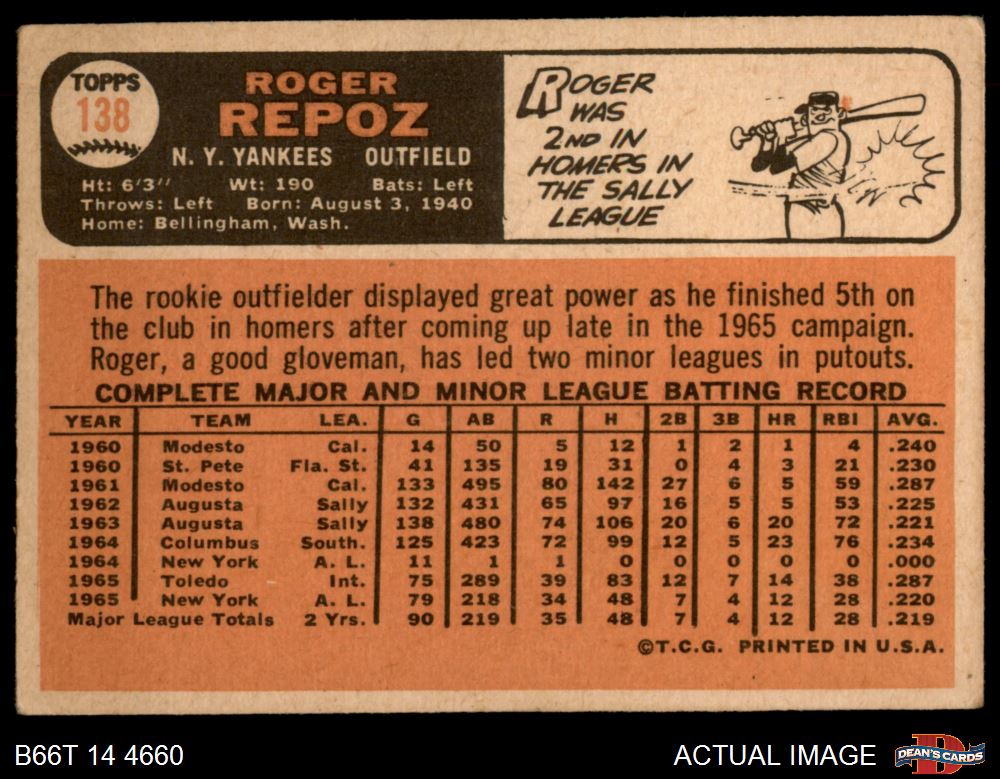 TOPPS
138
ROGER
REPOZ
N. Y. YANKEES OUTFIELD
Ht: 6'3" Wt: 190 Bats: Left
Throws: Left Born: August 3, 1940
Home: Bellingham, Wash.
ROGER
WAS
2ND IN
HOMERS IN
THE SALLY
LEAGUE
The rookie outfielder displayed great power as he finished 5th on
the club in homers after coming up late in the 1965 campaign.
Roger, a good gloveman, has led two minor leagues in putouts.
COMPLETE MAJOR AND MINOR LEAGUE BATTING RECORD
YEAR TEAM LEA. G AB R H 2B 3B HR RBI AVG.
1960 Modesto Cal. 14 50 5 12 1 2 1 4 .240
1960 St. Pete Fla. St. 41 135 19 31 0 4 3 21 .230
1961 Modesto Cal. 133 495 80 142 27 6 5 59 .287
1962 Augusta Sally 132 431 65 97 16 5 5 53 .225
1963 Augusta Sally 138 480 74 106 20 6 20 72 .221
1964 Columbus South. 125 423 72 99 12 5 23 76 .234
1964 New York A. L. 11 1 1 0 0 0 0 0 .000
1965 Toledo Int. 75 289 39 83 12 7 14 38 .287
1965 New York A. L. 79 218 34 48 7 4 12 28 .220
Major League Totals 2 Yrs. 90 219 35 48 7 4 12 28 .219
©T.C.G. PRINTED IN U.S.A.
B66T 14 4660
ACTUAL IMAGE
DEAN'S CARDS